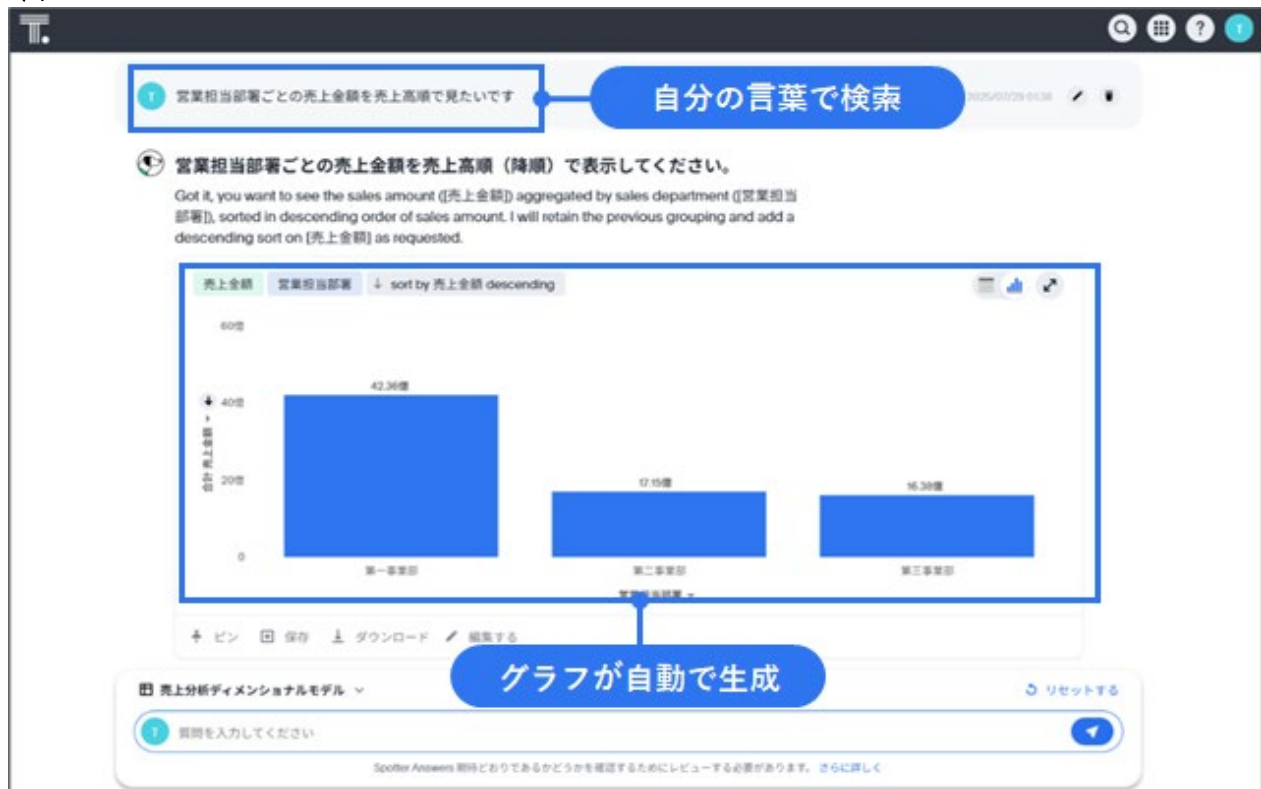 T.
?
T
T
営業担当部署ごとの売上金額を売上高順で見たいです
自分の言葉で検索
営業担当部署ごとの売上金額を売上高順（降順）で表示してください。
Got it, you want to see the sales amount ([売上金額]) aggregated by sales department ([営業担当
部署]), sorted in descending order of sales amount. I will retain the previous grouping and add a
descending sort on [売上金額] as requested.
売上金額 営業担当部署 ↓ sort by 売上金額 descending
60億
42.36億
40億
合計 売上金額
20億
17.15億
16.38億
0
第一事業部
第二事業部
第三事業部
営業担当部署
ピン 保存 ダウンロード 編集する
グラフが自動で生成
売上分析ディメンショナルモデル
リセットする
T
質問を入力してください
Spotter Answers 期待どおりであるかどうかを確認するためにレビューする必要があります。 さらに詳しく